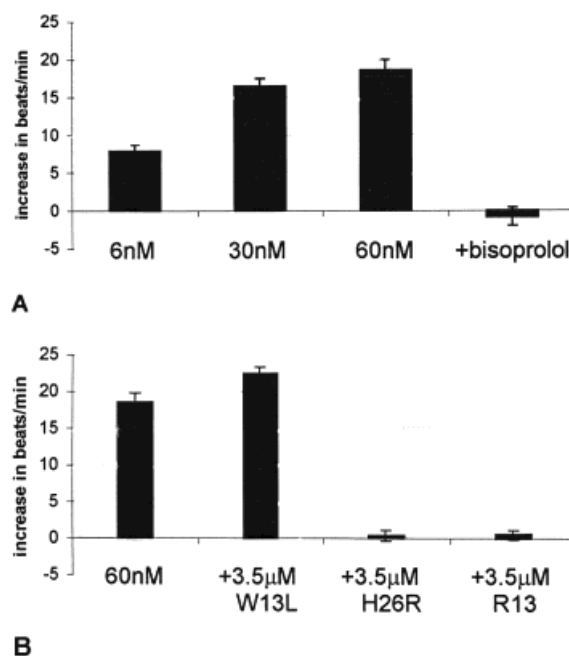 increase in beats/min
25
20
15
10
5
0
-5
6nM 30nM 60nM +bisoprolol
A
increase in beats/min
25
20
15
10
5
0
-5
60nM +3.5µM +3.5µM +3.5µM
W13L H26R R13
B